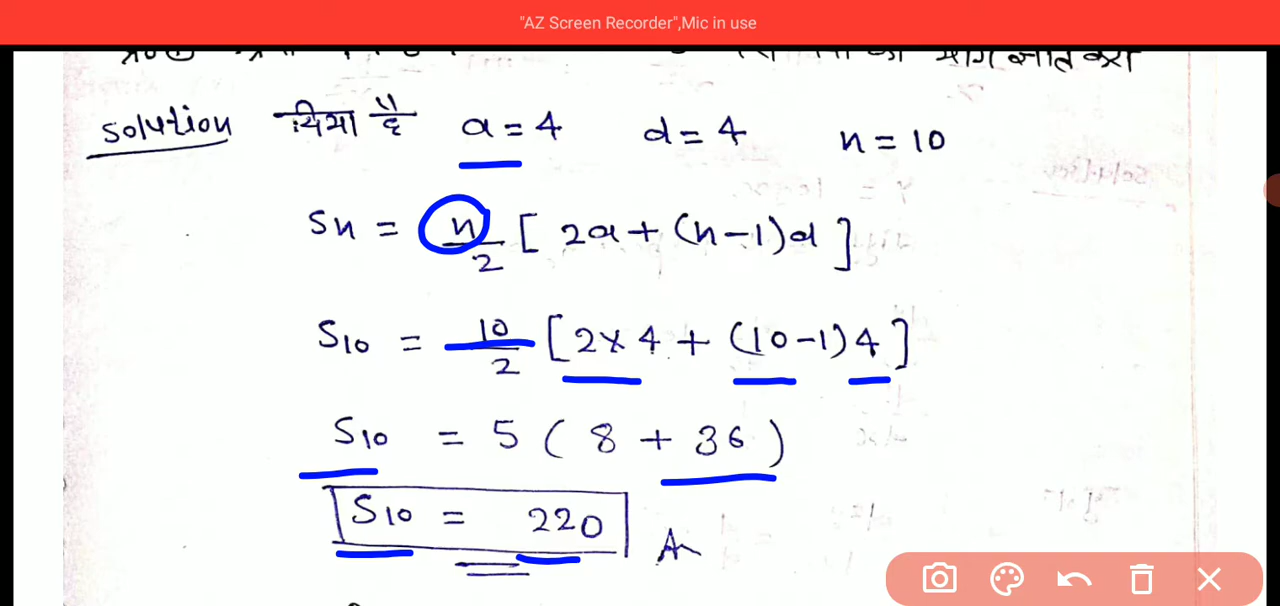 "AZ Screen Recorder",Mic in use
ज्ञात करो
solution दिया है a = 4 d = 4 n = 10
Sn = n/2 [ 2a + (n-1)d ]
S10 = 10/2 [ 2x4 + (10-1)4 ]
S10 = 5 ( 8 + 36 )
S10 = 220 A